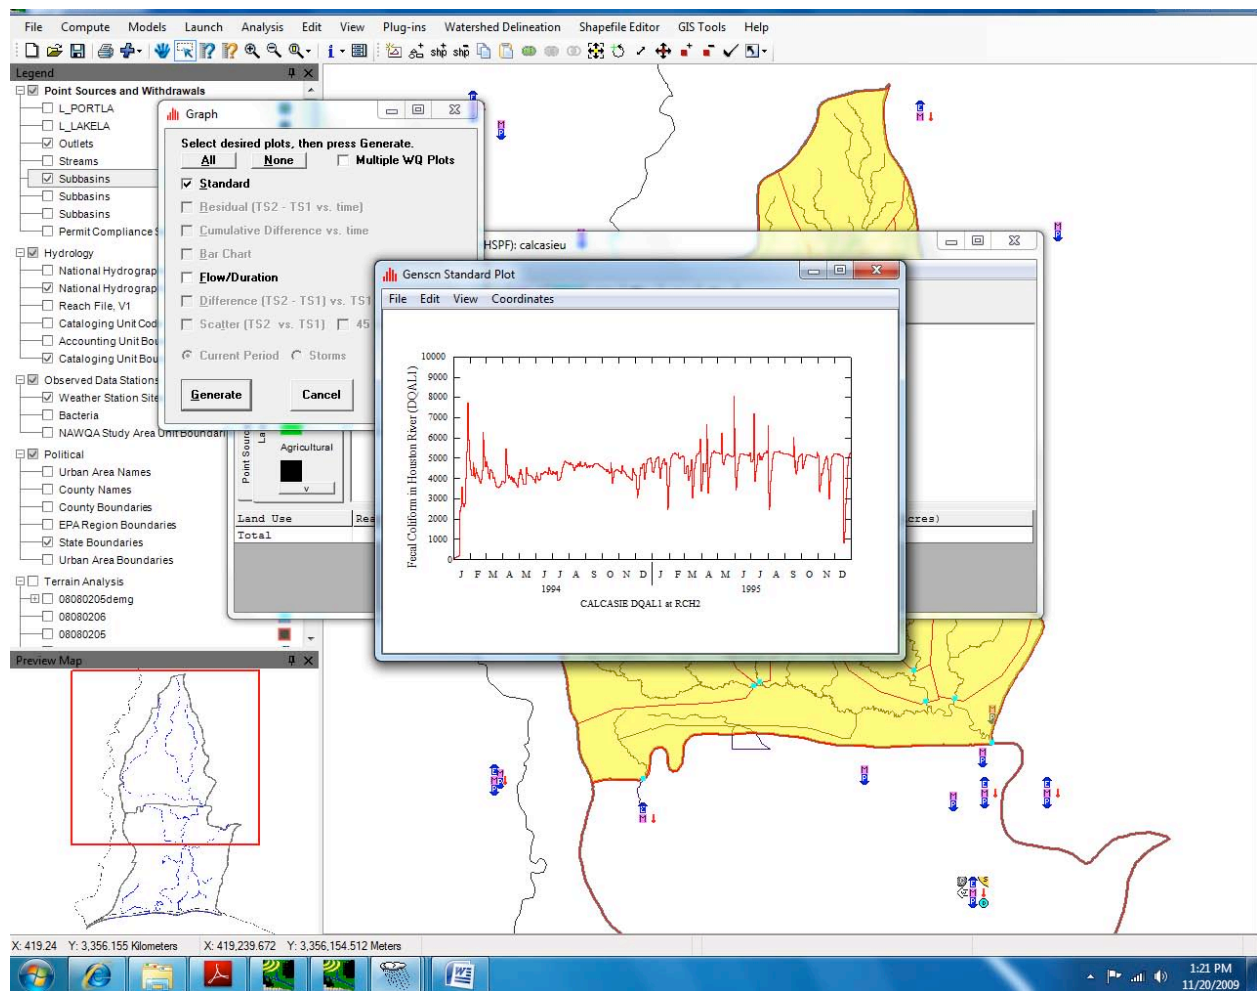 File Compute Models Launch Analysis Edit View Plug-ins Watershed Delineation Shapefile Editor GIS Tools Help
Legend
Point Sources and Withdrawals
L_PORTLA
L_LAKELA
Outlets
Streams
Subbasins
Subbasins
Subbasins
Permit Compliance S
Hydrology
National Hydrograp
National Hydrograp
Reach File, V1
Cataloging Unit Cod
Accounting Unit Bou
Cataloging Unit Bou
Observed Data Stations
Weather Station Site
Bacteria
NAWQA Study Area Unit Boundari
Political
Urban Area Names
County Names
County Boundaries
EPA Region Boundaries
State Boundaries
Urban Area Boundaries
Terrain Analysis
08080205demg
08080206
08080205
Graph
Select desired plots, then press Generate.
All None Multiple WQ Plots
Standard
Residual (TS2 - TS1 vs. time)
Cumulative Difference vs. time
Bar Chart
Flow/Duration
Difference (TS2 - TS1) vs. TS1
Scatter (TS2 vs. TS1) 45
Current Period Storms
Generate Cancel
HSPF): calcasieu
Point Sourc
La
Agricultural
v
Land Use Rea cres)
Total
Genscn Standard Plot
File Edit View Coordinates
Fecal Coliform in Houston River (DQAL1)
10000
9000
8000
7000
6000
5000
4000
3000
2000
1000
0
J F M A M J J A S O N D J F M A M J J A S O N D
1994 1995
CALCASIE DQAL1 at RCH2
Preview Map
X: 419.24 Y: 3,356.155 Kilometers X: 419,239.672 Y: 3,356,154.512 Meters
1:21 PM
11/20/2009